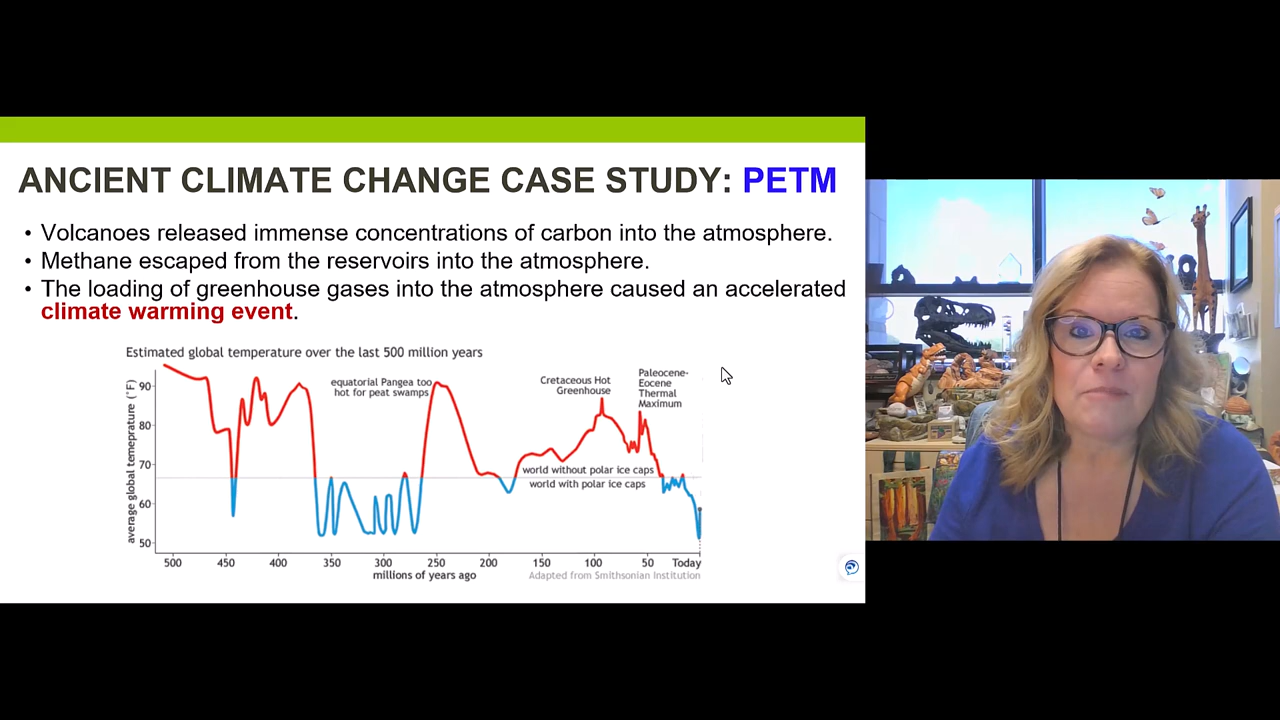 ANCIENT CLIMATE CHANGE CASE STUDY: PETM
• Volcanoes released immense concentrations of carbon into the atmosphere.
• Methane escaped from the reservoirs into the atmosphere.
• The loading of greenhouse gases into the atmosphere caused an accelerated
climate warming event.
Estimated global temperature over the last 500 million years
average global temeprature (°F)
90
80
70
60
50
equatorial Pangea too
hot for peat swamps
Cretaceous Hot
Greenhouse
Paleocene-
Eocene
Thermal
Maximum
world without polar ice caps
world with polar ice caps
500 450 400 350 300 250 200 150 100 50 Today
millions of years ago
Adapted from Smithsonian Institution